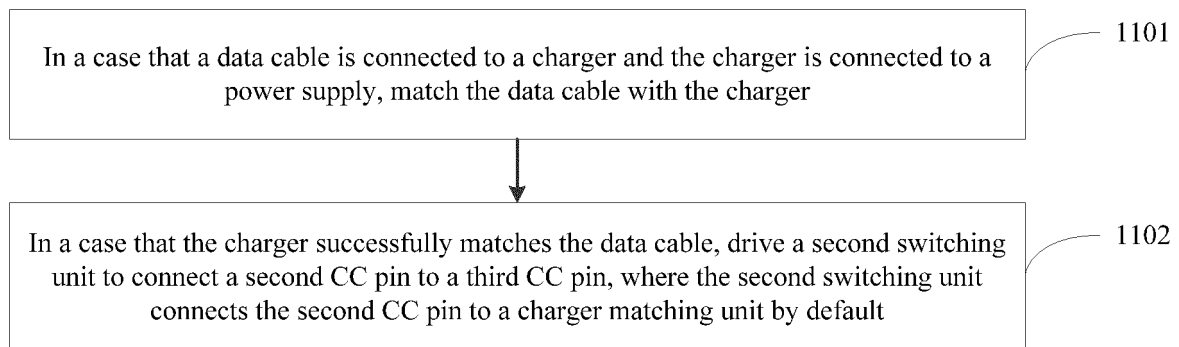 In a case that a data cable is connected to a charger and the charger is connected to a
power supply, match the data cable with the charger
1101
In a case that the charger successfully matches the data cable, drive a second switching
unit to connect a second CC pin to a third CC pin, where the second switching unit
connects the second CC pin to a charger matching unit by default
1102